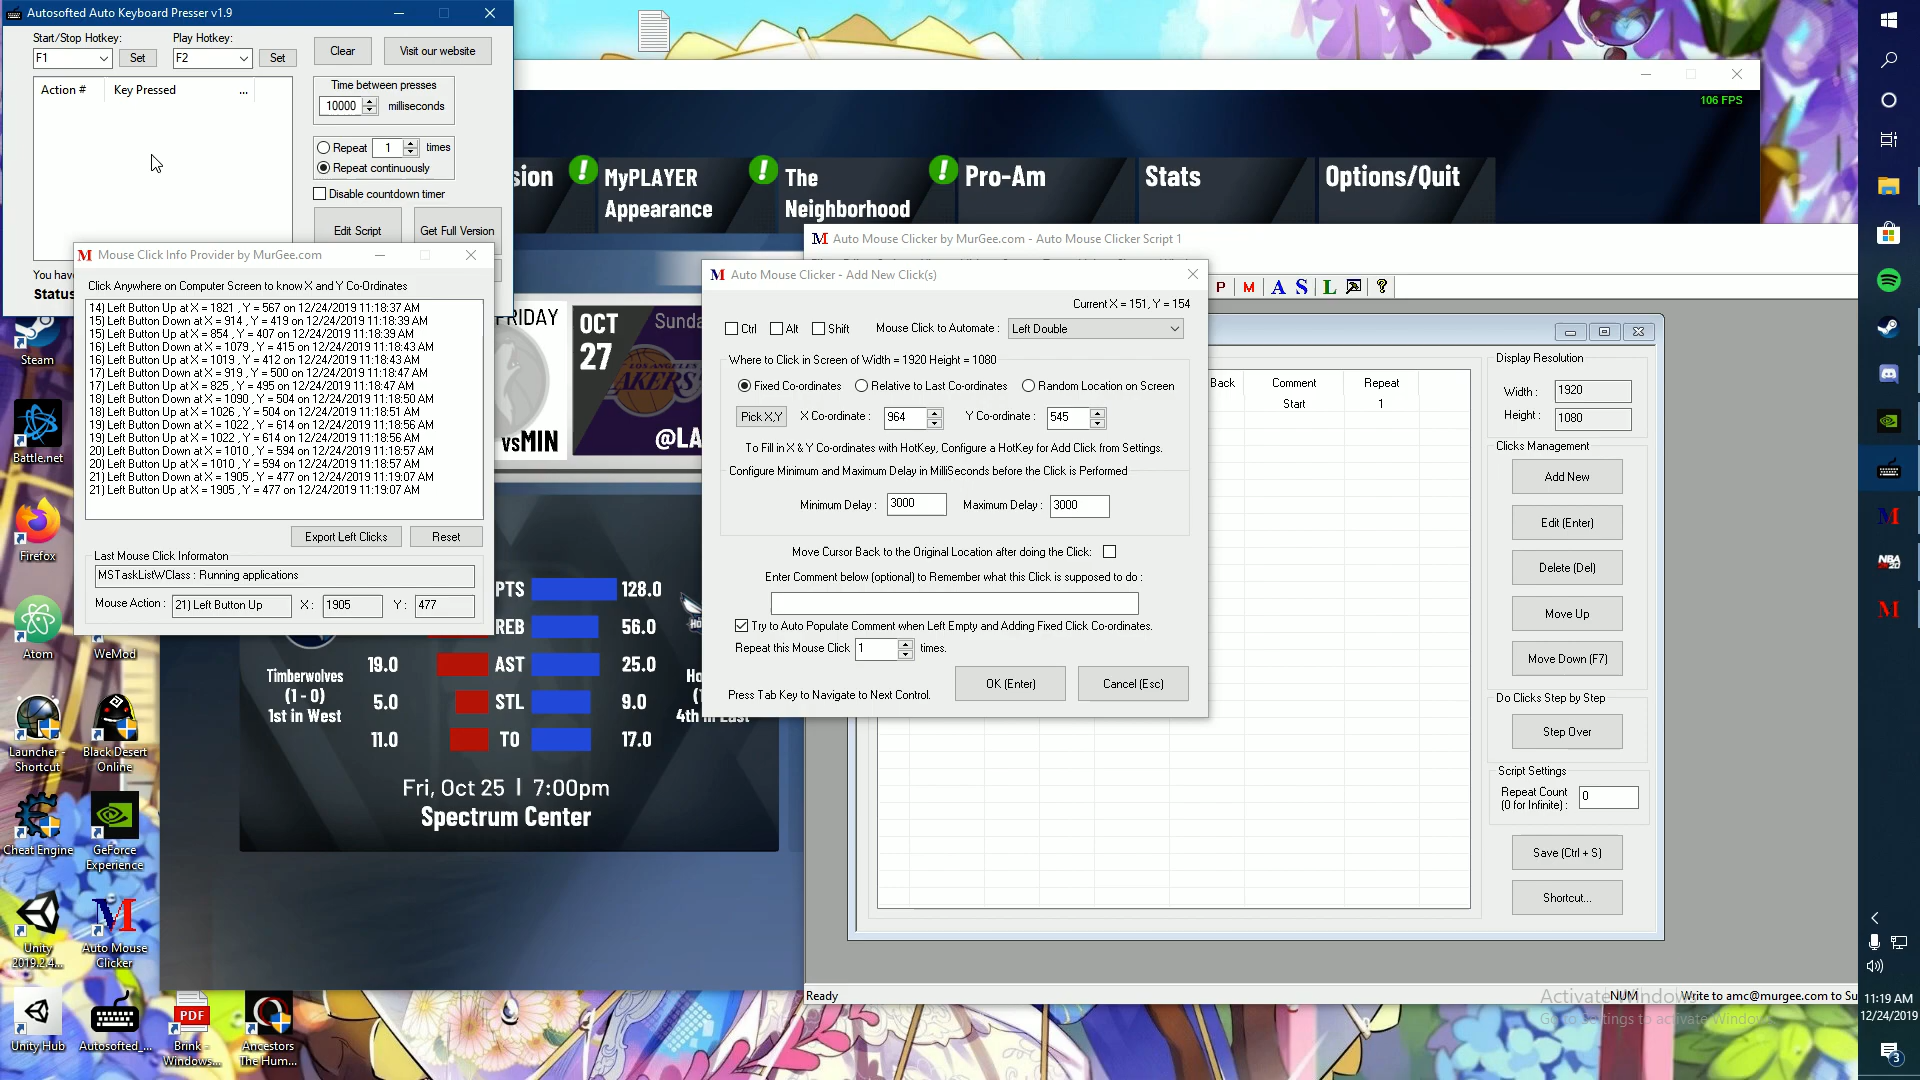 Autosofted Auto Keyboard Presser v1.9
Start/Stop Hotkey:
Play Hotkey:
F1
Set
F2
Set
Clear
Visit our website
Action #
Key Pressed
...
Time between presses
10000
milliseconds
Repeat
1
times
Repeat continuously
Disable countdown timer
Edit Script
Get Full Version
You hav
Status
106 FPS
sion
MyPLAYER
Appearance
The
Neighborhood
Pro-Am
Stats
Options/Quit
Mouse Click Info Provider by MurGee.com
Click Anywhere on Computer Screen to know X and Y Co-Ordinates
14) Left Button Up at X = 1821 , Y = 567 on 12/24/2019 11:18:37 AM
15) Left Button Down at X = 914 , Y = 419 on 12/24/2019 11:18:39 AM
15) Left Button Up at X = 854 , Y = 407 on 12/24/2019 11:18:39 AM
16) Left Button Down at X = 1079 , Y = 415 on 12/24/2019 11:18:43 AM
16) Left Button Up at X = 1019 , Y = 412 on 12/24/2019 11:18:43 AM
17) Left Button Down at X = 919 , Y = 500 on 12/24/2019 11:18:47 AM
17) Left Button Up at X = 825 , Y = 495 on 12/24/2019 11:18:47 AM
18) Left Button Down at X = 1090 , Y = 504 on 12/24/2019 11:18:50 AM
18) Left Button Up at X = 1026 , Y = 504 on 12/24/2019 11:18:51 AM
19) Left Button Down at X = 1022 , Y = 614 on 12/24/2019 11:18:56 AM
19) Left Button Up at X = 1022 , Y = 614 on 12/24/2019 11:18:56 AM
20) Left Button Down at X = 1010 , Y = 594 on 12/24/2019 11:18:57 AM
20) Left Button Up at X = 1010 , Y = 594 on 12/24/2019 11:18:57 AM
21) Left Button Down at X = 1905 , Y = 477 on 12/24/2019 11:19:07 AM
21) Left Button Up at X = 1905 , Y = 477 on 12/24/2019 11:19:07 AM
Export Left Clicks
Reset
Last Mouse Click Informaton
MSTaskListWClass : Running applications
Mouse Action :
21) Left Button Up
X :
1905
Y :
477
FRIDAY
vsMIN
OCT
27
Sunda
LOS ANGELES
AKERS
@LA
PTS
128.0
REB
56.0
19.0
AST
25.0
5.0
STL
9.0
11.0
TO
17.0
Timberwolves
(1 - 0)
1st in West
Ho
(1
4th in East
Fri, Oct 25 | 7:00pm
Spectrum Center
Auto Mouse Clicker by MurGee.com - Auto Mouse Clicker Script 1
P
M
A
S
L
?
Auto Mouse Clicker - Add New Click(s)
Current X = 151, Y = 154
Ctrl
Alt
Shift
Mouse Click to Automate :
Left Double
Where to Click in Screen of Width = 1920 Height = 1080
Fixed Co-ordinates
Relative to Last Co-ordinates
Random Location on Screen
Pick X,Y
X Co-ordinate :
964
Y Co-ordinate :
545
To Fill in X & Y Co-ordinates with HotKey, Configure a HotKey for Add Click from Settings.
Configure Minimum and Maximum Delay in MilliSeconds before the Click is Performed
Minimum Delay :
3000
Maximum Delay :
3000
Move Cursor Back to the Original Location after doing the Click:
Enter Comment below (optional) to Remember what this Click is supposed to do :
Try to Auto Populate Comment when Left Empty and Adding Fixed Click Co-ordinates.
Repeat this Mouse Click
1
times.
Press Tab Key to Navigate to Next Control.
OK (Enter)
Cancel (Esc)
Back
Comment
Repeat
Start
1
Display Resolution
Width :
1920
Height :
1080
Clicks Management
Add New
Edit (Enter)
Delete (Del)
Move Up
Move Down (F7)
Do Clicks Step by Step
Step Over
Script Settings
Repeat Count
(0 for Infinite) :
0
Save (Ctrl + S)
Shortcut...
Ready
NUM
Write to amc@murgee.com to Su
Activate Windows
Go to Settings to activate Windows.
Steam
Battle.net
Firefox
Atom
WeMod
Launcher -
Shortcut
Black Desert
Online
Cheat Engine
GeForce
Experience
Unity
2019.2.4...
Auto Mouse
Clicker
Unity Hub
Autosofted_...
PDF
Brink -
Windows...
Ancestors
The Hum...
NBA
2K20
11:19 AM
12/24/2019
3